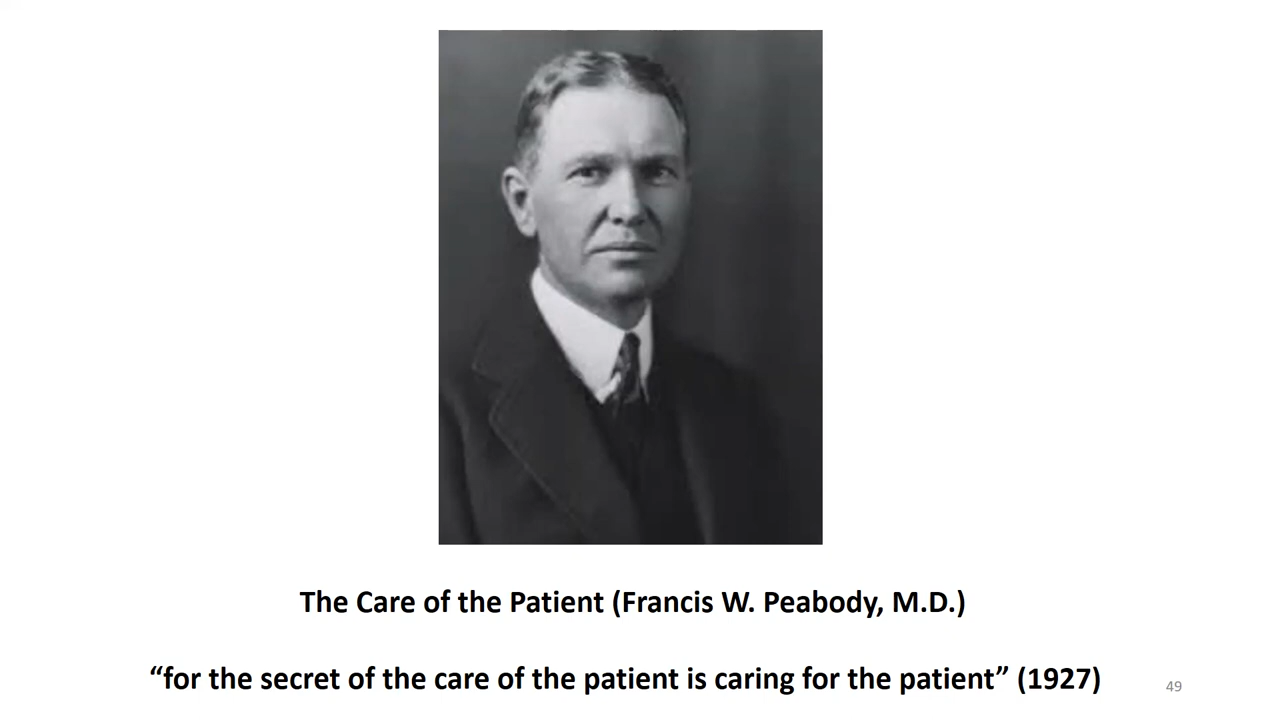 The Care of the Patient (Francis W. Peabody, M.D.)
“for the secret of the care of the patient is caring for the patient” (1927)
49